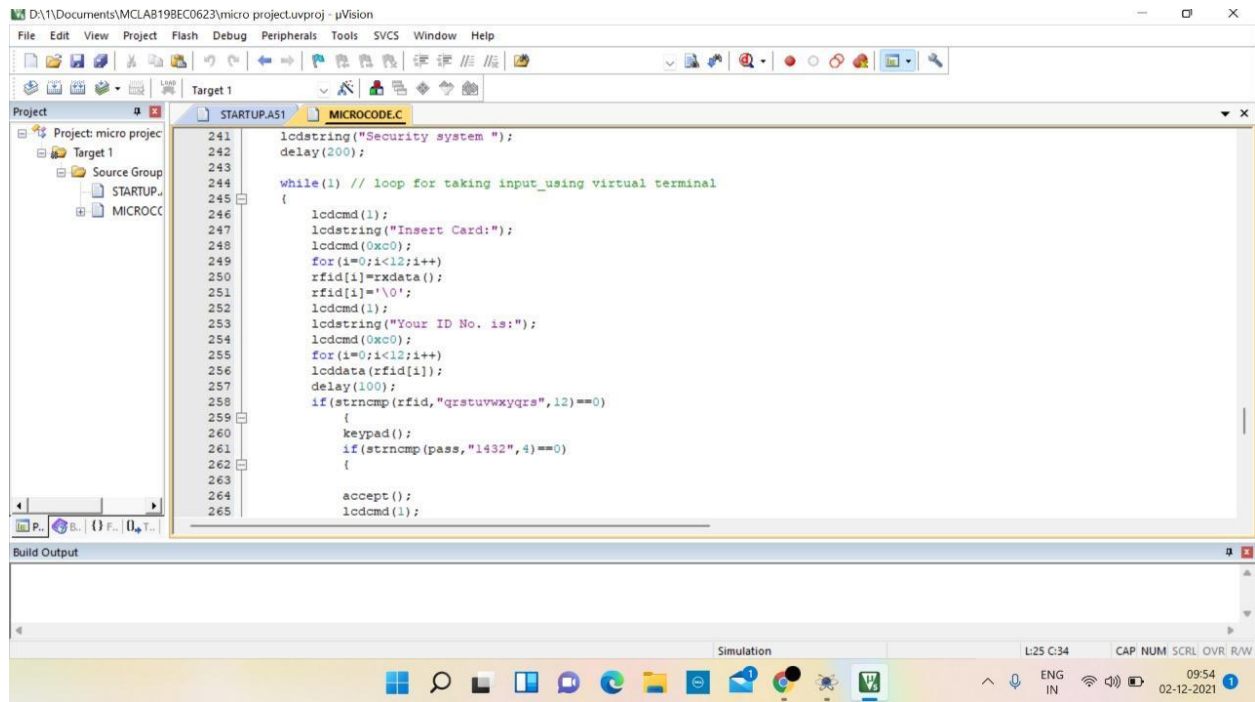 D:\1\Documents\MCLAB19BEC0623\micro project.uvproj - µVision
File Edit View Project Flash Debug Peripherals Tools SVCS Window Help
LOAD Target 1
Project
STARTUP.A51 MICROCODE.C
Project: micro projec
Target 1
Source Group
STARTUP.
MICROCC
241 lcdstring("Security system ");
242 delay(200);
243
244 while(1) // loop for taking input_using virtual terminal
245 {
246 lcdcmd(1);
247 lcdstring("Insert Card:");
248 lcdcmd(0xc0);
249 for(i=0;i<12;i++)
250 rfid[i]=rxdata();
251 rfid[i]='\0';
252 lcdcmd(1);
253 lcdstring("Your ID No. is:");
254 lcdcmd(0xc0);
255 for(i=0;i<12;i++)
256 lcddata(rfid[i]);
257 delay(100);
258 if(strncmp(rfid,"qrstuvwxyqrs",12)==0)
259 {
260 keypad();
261 if(strncmp(pass,"1432",4)==0)
262 {
263
264 accept();
265 lcdcmd(1);
P... B... {} F... 0 T...
Build Output
Simulation L:25 C:34 CAP NUM SCRL OVR R/W
ENG
IN
09:54
02-12-2021
1